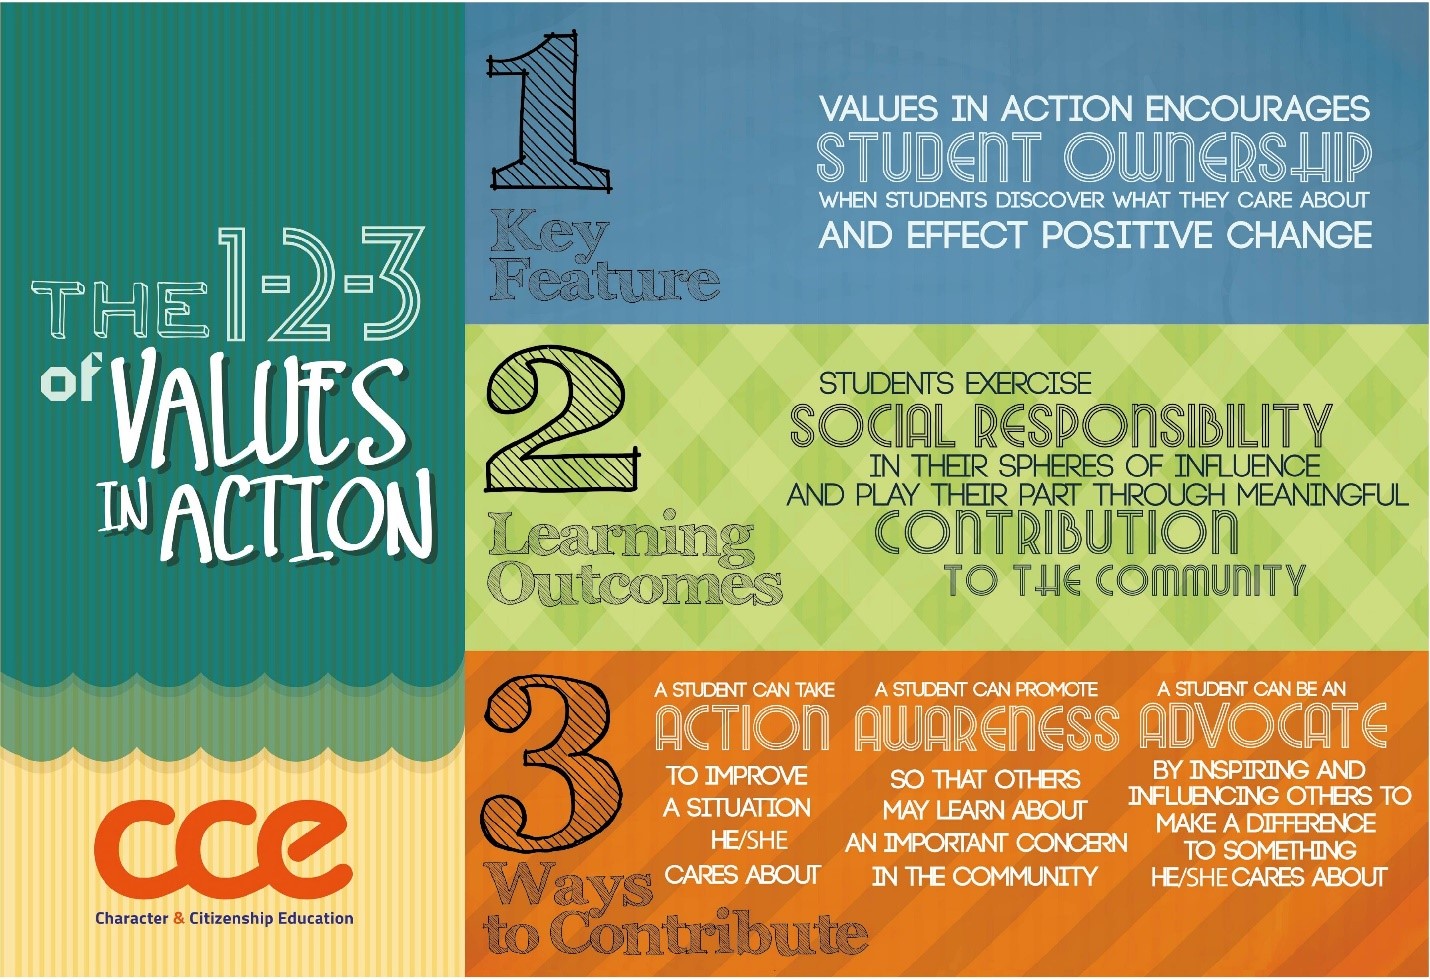 THE 1-2-3
of VALUES
IN ACTION
cce
Character & Citizenship Education
1
Key
Feature
VALUES IN ACTION ENCOURAGES
STUDENT OWNERSHIP
WHEN STUDENTS DISCOVER WHAT THEY CARE ABOUT
AND EFFECT POSITIVE CHANGE
2
Learning
Outcomes
STUDENTS EXERCISE
SOCIAL RESPONSIBILITY
IN THEIR SPHERES OF INFLUENCE
AND PLAY THEIR PART THROUGH MEANINGFUL
CONTRIBUTION
TO THE COMMUNITY
3
Ways
to Contribute
A STUDENT CAN TAKE
ACTION
TO IMPROVE
A SITUATION
HE/SHE
CARES ABOUT
A STUDENT CAN PROMOTE
AWARENESS
SO THAT OTHERS
MAY LEARN ABOUT
AN IMPORTANT CONCERN
IN THE COMMUNITY
A STUDENT CAN BE AN
ADVOCATE
BY INSPIRING AND
INFLUENCING OTHERS TO
MAKE A DIFFERENCE
TO SOMETHING
HE/SHE CARES ABOUT